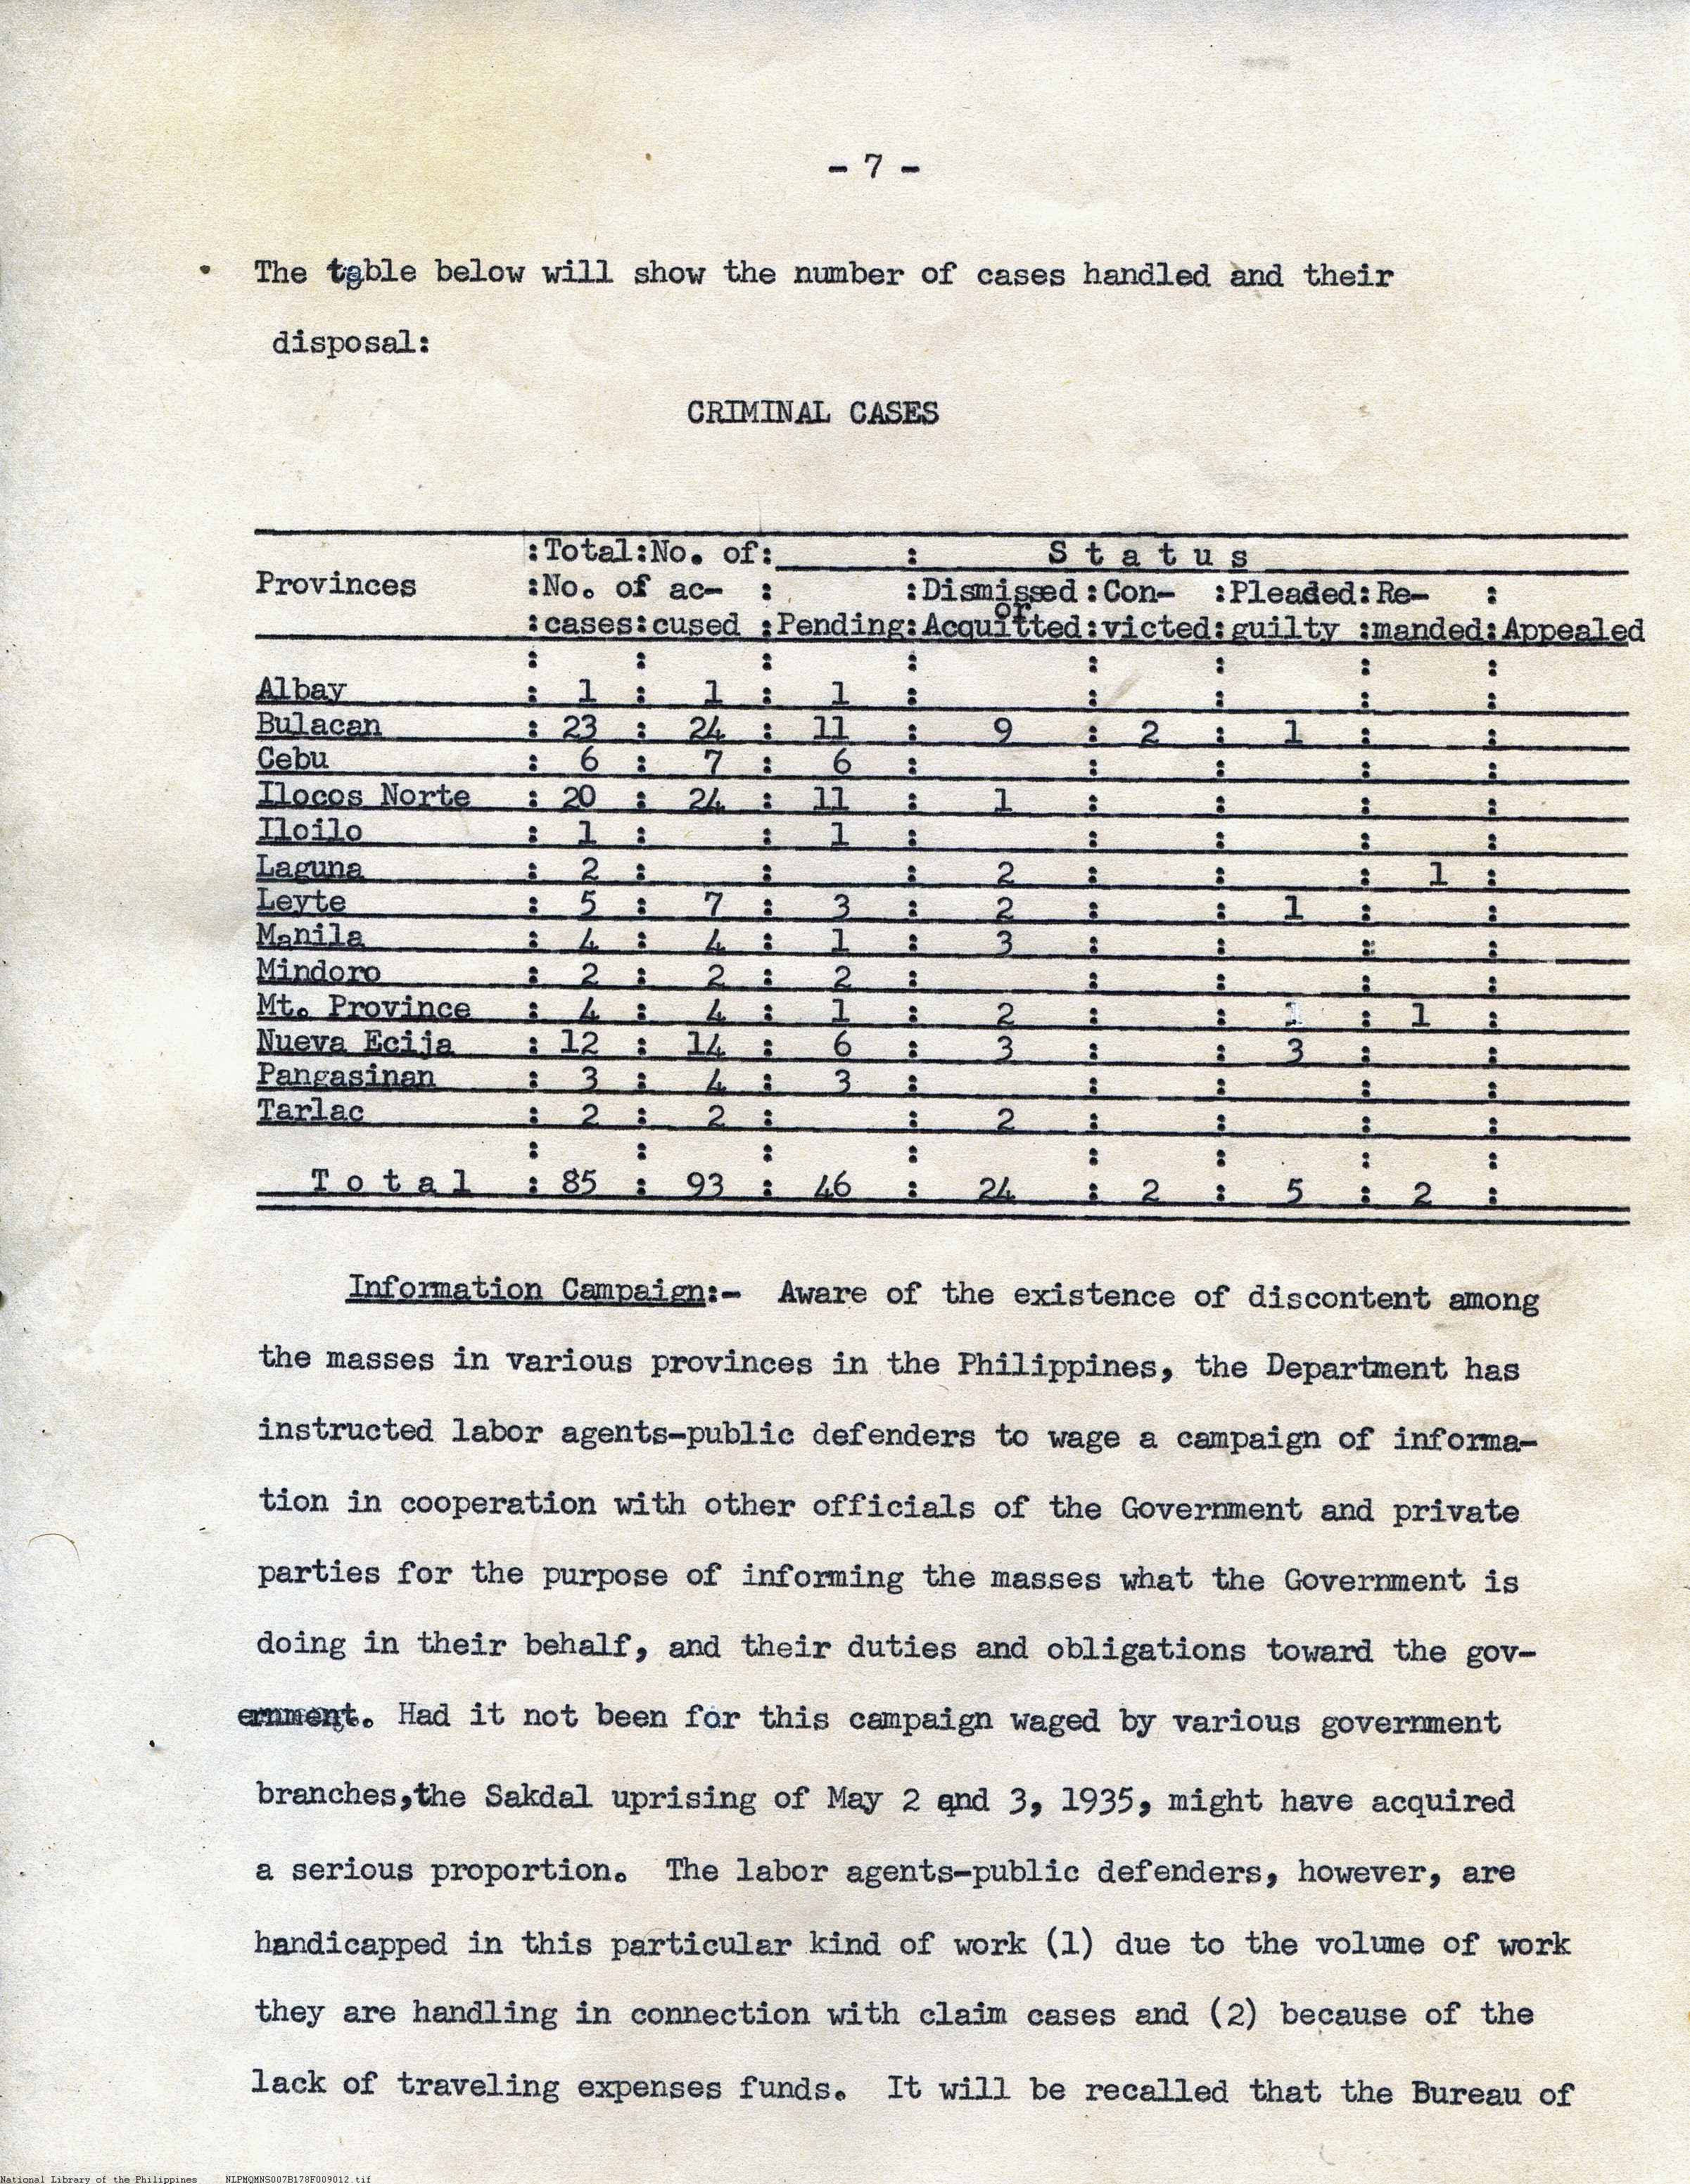 - 7 -
The table below will show the number of cases handled and their
disposal:
CRIMINAL CASES
:Total:No. of: : S t a t u s
Provinces :No. of ac- : :Dismissed :Con- :Pleaded:Re- :
or
:cases:cused :Pending:Acquitted:victed:guilty :manded:Appealed
: : : : : : : :
Albay : 1 : 1 : 1 : : : : :
Bulacan : 23 : 24 : 11 : 9 : 2 : 1 : :
Cebu : 6 : 7 : 6 : : : : :
Ilocos Norte : 20 : 24 : 11 : 1 : : : :
Iloilo : 1 : : 1 : : : : :
Laguna : 2 : : : 2 : : : 1 :
Leyte : 5 : 7 : 3 : 2 : : 1 : :
Manila : 4 : 4 : 1 : 3 : : : :
Mindoro : 2 : 2 : 2 : : : : :
Mt. Province : 4 : 4 : 1 : 2 : : : 1 :
Nueva Ecija : 12 : 14 : 6 : 3 : : 3 : :
Pangasinan : 3 : 4 : 3 : : : : :
Tarlac : 2 : 2 : : 2 : : : :
: : : : : : : :
T o t a l : 85 : 93 : 46 : 24 : 2 : 5 : 2 :
Information Campaign:- Aware of the existence of discontent among
the masses in various provinces in the Philippines, the Department has
instructed labor agents-public defenders to wage a campaign of informa-
tion in cooperation with other officials of the Government and private
parties for the purpose of informing the masses what the Government is
doing in their behalf, and their duties and obligations toward the gov-
ernment. Had it not been for this campaign waged by various government
branches,the Sakdal uprising of May 2 and 3, 1935, might have acquired
a serious proportion. The labor agents-public defenders, however, are
handicapped in this particular kind of work (1) due to the volume of work
they are handling in connection with claim cases and (2) because of the
lack of traveling expenses funds. It will be recalled that the Bureau of
National Library of the Philippines NLPMQMNS007B178F009012.tif